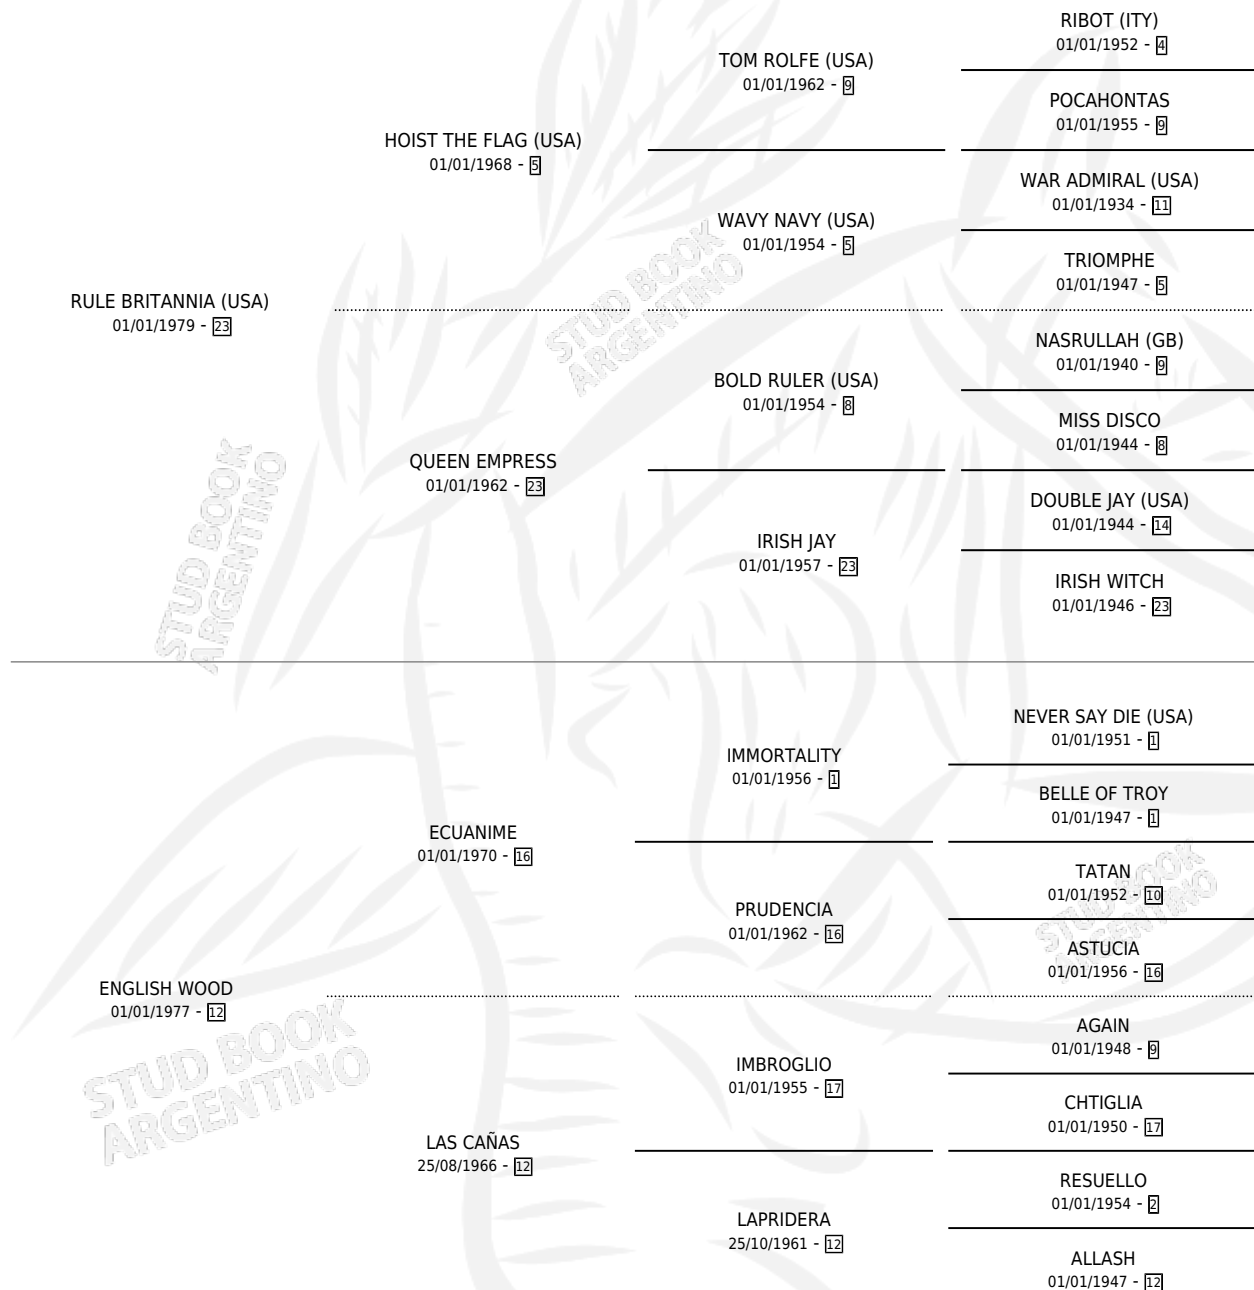 RULE BRITANNIA (USA)
01/01/1979 - 23
HOIST THE FLAG (USA)
01/01/1968 - 5
TOM ROLFE (USA)
01/01/1962 - 9
RIBOT (ITY)
01/01/1952 - 4
POCAHONTAS
01/01/1955 - 9
WAVY NAVY (USA)
01/01/1954 - 5
WAR ADMIRAL (USA)
01/01/1934 - 11
TRIOMPHE
01/01/1947 - 5
QUEEN EMPRESS
01/01/1962 - 23
BOLD RULER (USA)
01/01/1954 - 8
NASRULLAH (GB)
01/01/1940 - 9
MISS DISCO
01/01/1944 - 8
IRISH JAY
01/01/1957 - 23
DOUBLE JAY (USA)
01/01/1944 - 14
IRISH WITCH
01/01/1946 - 23
ENGLISH WOOD
01/01/1977 - 12
ECUANIME
01/01/1970 - 16
IMMORTALITY
01/01/1956 - 1
NEVER SAY DIE (USA)
01/01/1951 - 1
BELLE OF TROY
01/01/1947 - 1
PRUDENCIA
01/01/1962 - 16
TATAN
01/01/1952 - 10
ASTUCIA
01/01/1956 - 16
LAS CAÑAS
25/08/1966 - 12
IMBROGLIO
01/01/1955 - 17
AGAIN
01/01/1948 - 9
CHTIGLIA
01/01/1950 - 17
LAPRIDERA
25/10/1961 - 12
RESUELLO
01/01/1954 - 2
ALLASH
01/01/1947 - 12
STUD BOOK
ARGENTINO
STUD BOOK
ARGENTINO
STUD BOOK
ARGENTINO
STUD BOOK
ARGENTINO